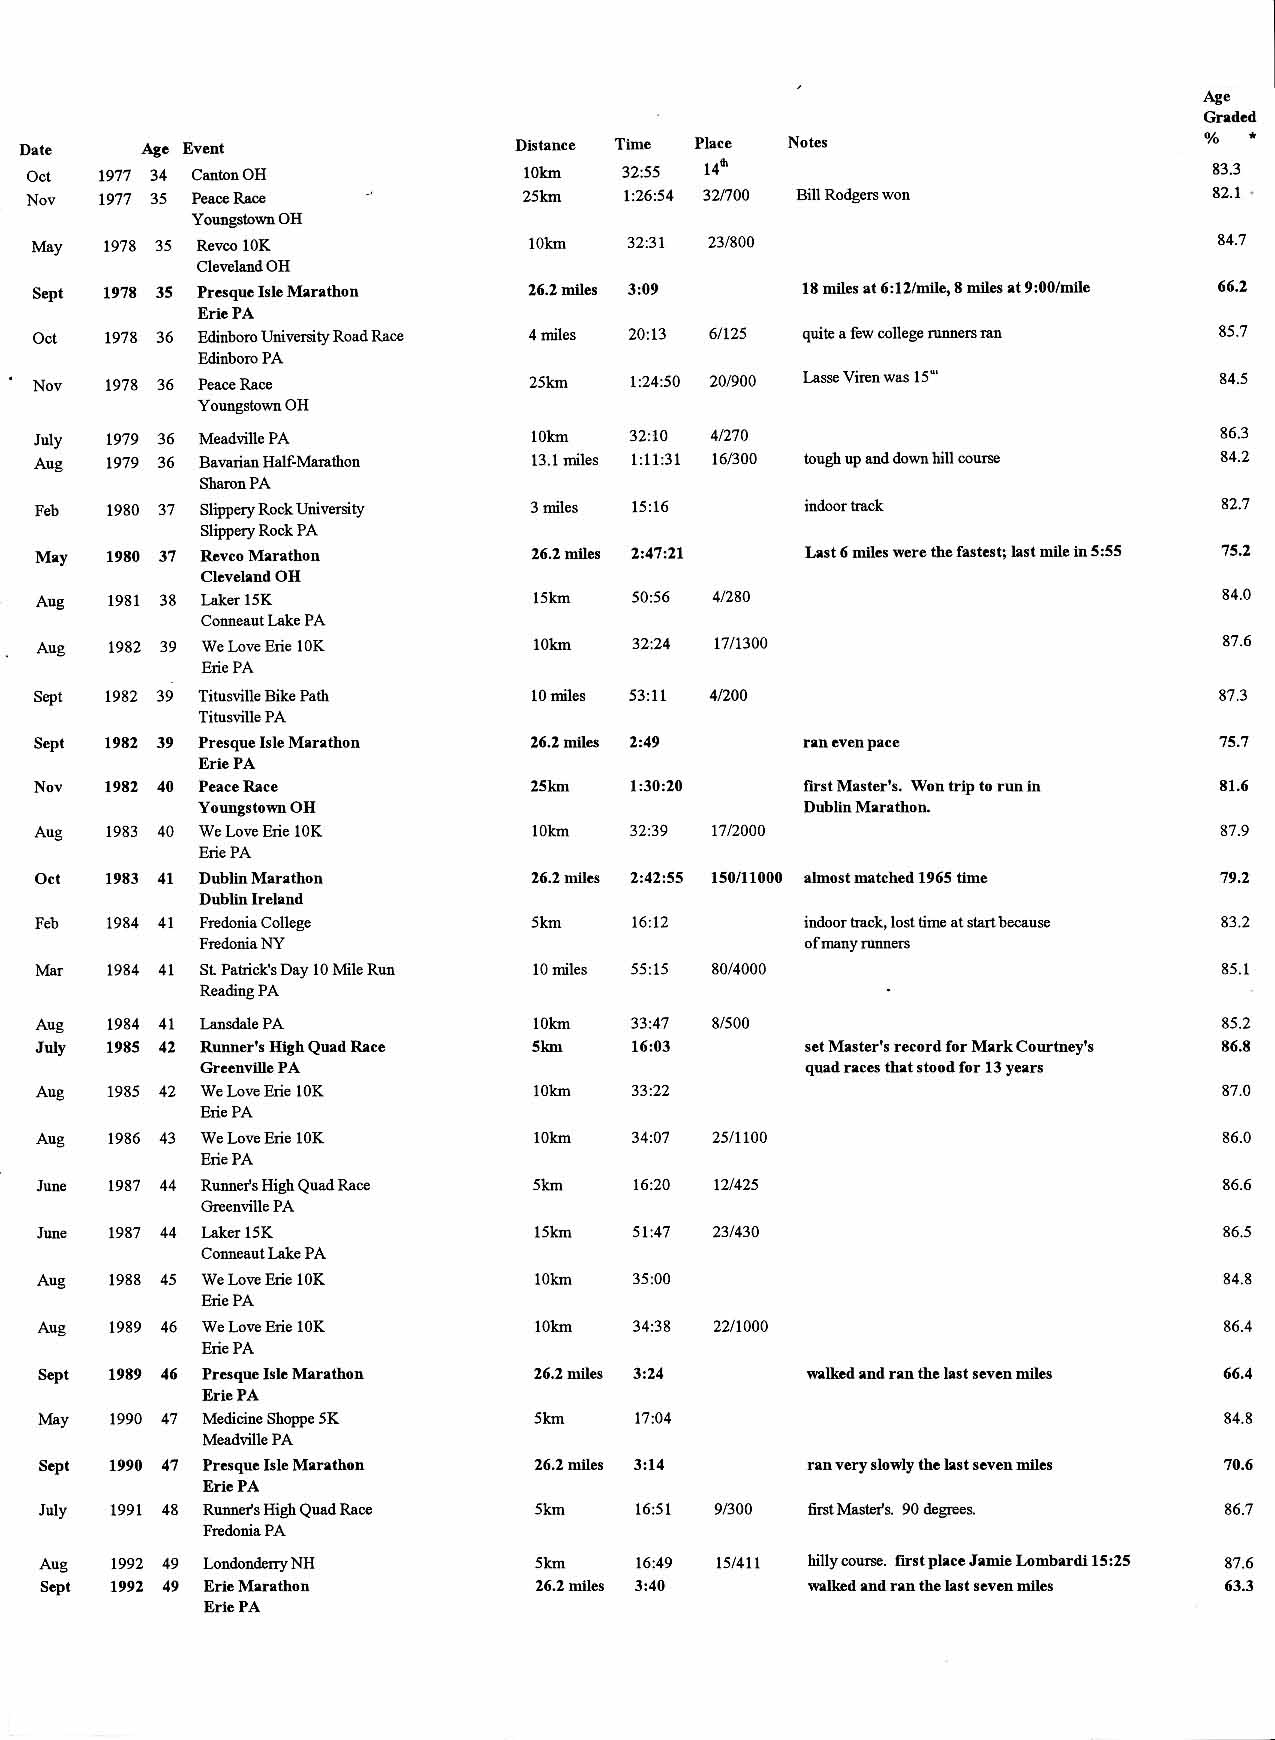 Age
Graded
Date Age Event Distance Time Place Notes % *
Oct 1977 34 Canton OH 10km 32:55 14th 83.3
Nov 1977 35 Peace Race 25km 1:26:54 32/700 Bill Rodgers won 82.1
Youngstown OH
May 1978 35 Revco 10K 10km 32:31 23/800 84.7
Cleveland OH
Sept 1978 35 Presque Isle Marathon 26.2 miles 3:09 18 miles at 6:12/mile, 8 miles at 9:00/mile 66.2
Erie PA
Oct 1978 36 Edinboro University Road Race 4 miles 20:13 6/125 quite a few college runners ran 85.7
Edinboro PA
Nov 1978 36 Peace Race 25km 1:24:50 20/900 Lasse Viren was 15th 84.5
Youngstown OH
July 1979 36 Meadville PA 10km 32:10 4/270 86.3
Aug 1979 36 Bavarian Half-Marathon 13.1 miles 1:11:31 16/300 tough up and down hill course 84.2
Sharon PA
Feb 1980 37 Slippery Rock University 3 miles 15:16 indoor track 82.7
Slippery Rock PA
May 1980 37 Revco Marathon 26.2 miles 2:47:21 Last 6 miles were the fastest; last mile in 5:55 75.2
Cleveland OH
Aug 1981 38 Laker 15K 15km 50:56 4/280 84.0
Conneaut Lake PA
Aug 1982 39 We Love Erie 10K 10km 32:24 17/1300 87.6
Erie PA
Sept 1982 39 Titusville Bike Path 10 miles 53:11 4/200 87.3
Titusville PA
Sept 1982 39 Presque Isle Marathon 26.2 miles 2:49 ran even pace 75.7
Erie PA
Nov 1982 40 Peace Race 25km 1:30:20 first Master's. Won trip to run in 81.6
Youngstown OH Dublin Marathon.
Aug 1983 40 We Love Erie 10K 10km 32:39 17/2000 87.9
Erie PA
Oct 1983 41 Dublin Marathon 26.2 miles 2:42:55 150/11000 almost matched 1965 time 79.2
Dublin Ireland
Feb 1984 41 Fredonia College 5km 16:12 indoor track, lost time at start because 83.2
Fredonia NY of many runners
Mar 1984 41 St. Patrick's Day 10 Mile Run 10 miles 55:15 80/4000 85.1
Reading PA
Aug 1984 41 Lansdale PA 10km 33:47 8/500 85.2
July 1985 42 Runner's High Quad Race 5km 16:03 set Master's record for Mark Courtney's 86.8
Greenville PA quad races that stood for 13 years
Aug 1985 42 We Love Erie 10K 10km 33:22 87.0
Erie PA
Aug 1986 43 We Love Erie 10K 10km 34:07 25/1100 86.0
Erie PA
June 1987 44 Runner's High Quad Race 5km 16:20 12/425 86.6
Greenville PA
June 1987 44 Laker 15K 15km 51:47 23/430 86.5
Conneaut Lake PA
Aug 1988 45 We Love Erie 10K 10km 35:00 84.8
Erie PA
Aug 1989 46 We Love Erie 10K 10km 34:38 22/1000 86.4
Erie PA
Sept 1989 46 Presque Isle Marathon 26.2 miles 3:24 walked and ran the last seven miles 66.4
Erie PA
May 1990 47 Medicine Shoppe 5K 5km 17:04 84.8
Meadville PA
Sept 1990 47 Presque Isle Marathon 26.2 miles 3:14 ran very slowly the last seven miles 70.6
Erie PA
July 1991 48 Runner's High Quad Race 5km 16:51 9/300 first Master's. 90 degrees. 86.7
Fredonia PA
Aug 1992 49 Londonderry NH 5km 16:49 15/411 hilly course. first place Jamie Lombardi 15:25 87.6
Sept 1992 49 Erie Marathon 26.2 miles 3:40 walked and ran the last seven miles 63.3
Erie PA